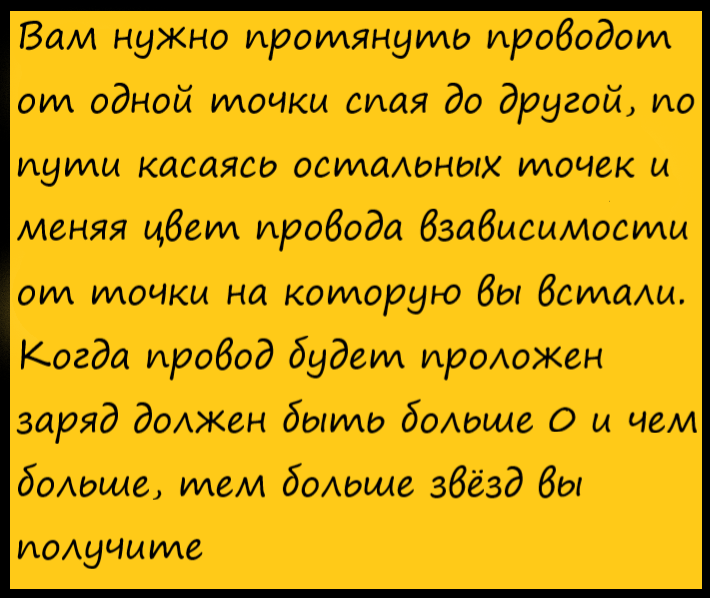 Вам нужно протянуть проводот
от одной точки спая до другой, по
пути касаясь остальных точек и
меняя цвет провода взависимости
от точки на которую вы встали.
Когда провод будет проложен
заряд должен быть больше 0 и чем
больше, тем больше звёзд вы
получите